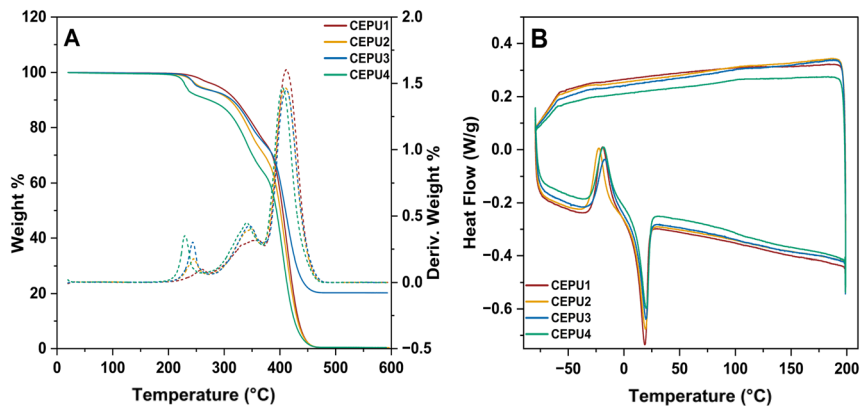 A
CEPU1
CEPU2
CEPU3
CEPU4
120
100
80
60
40
20
0
Weight %
2.0
1.5
1.0
0.5
0.0
−0.5
Deriv. Weight %
0 100 200 300 400 500 600
Temperature (°C)
B
0.4
0.2
0.0
−0.2
−0.4
−0.6
Heat Flow (W/g)
CEPU1
CEPU2
CEPU3
CEPU4
−50 0 50 100 150 200
Temperature (°C)